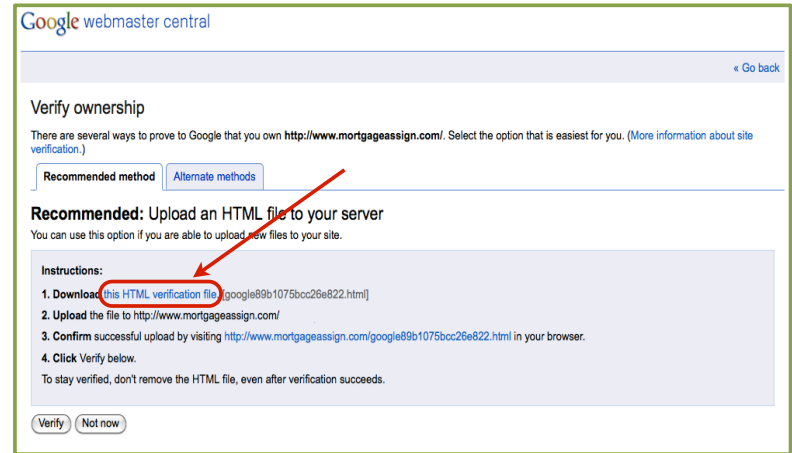 Google webmaster central
« Go back
Verify ownership
There are several ways to prove to Google that you own http://www.mortgageassign.com/. Select the option that is easiest for you. (More information about site
verification.)
Recommended method Alternate methods
Recommended: Upload an HTML file to your server
You can use this option if you are able to upload new files to your site.
Instructions:
1. Download this HTML verification file. [google89b1075bcc26e822.html]
2. Upload the file to http://www.mortgageassign.com/
3. Confirm successful upload by visiting http://www.mortgageassign.com/google89b1075bcc26e822.html in your browser.
4. Click Verify below.
To stay verified, don't remove the HTML file, even after verification succeeds.
Verify Not now